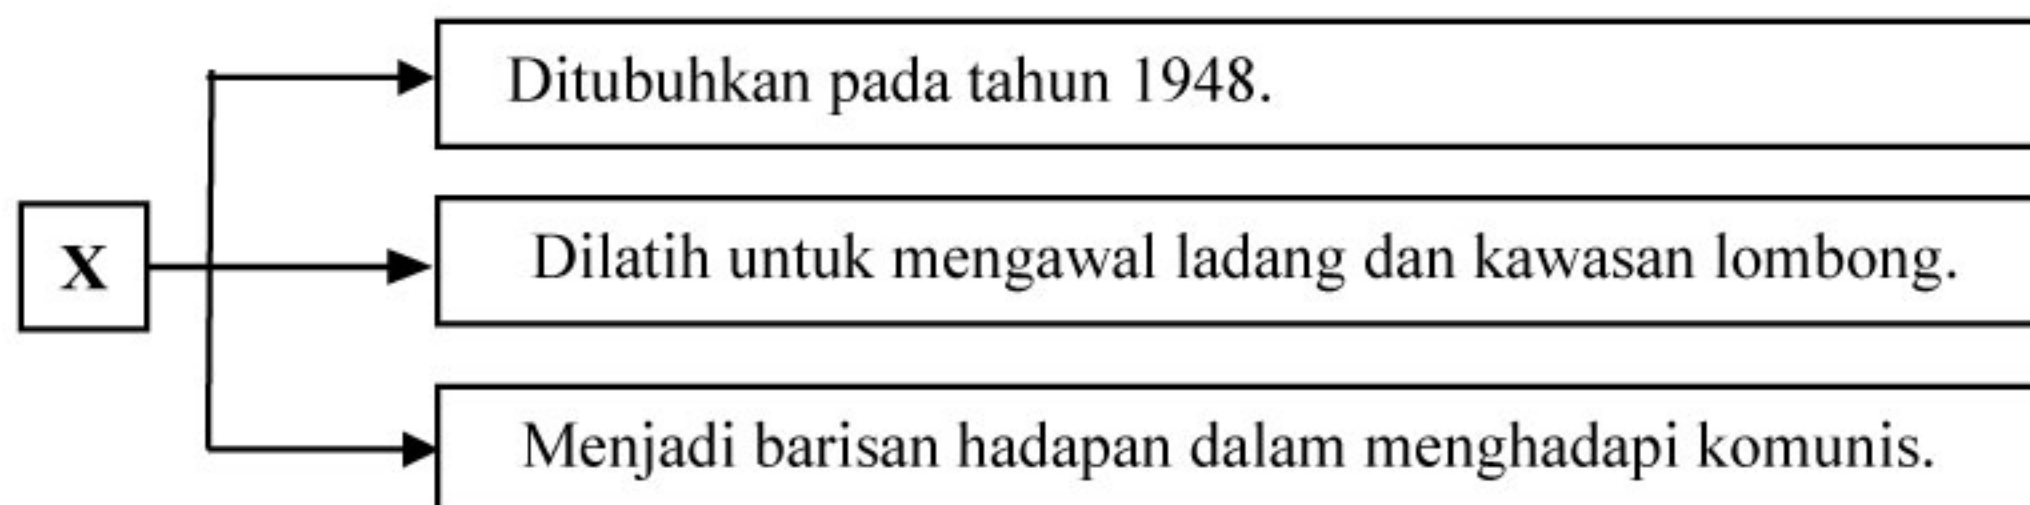 Ditubuhkan pada tahun 1948.
X
Dilatih untuk mengawal ladang dan kawasan lombong.
Menjadi barisan hadapan dalam menghadapi komunis.